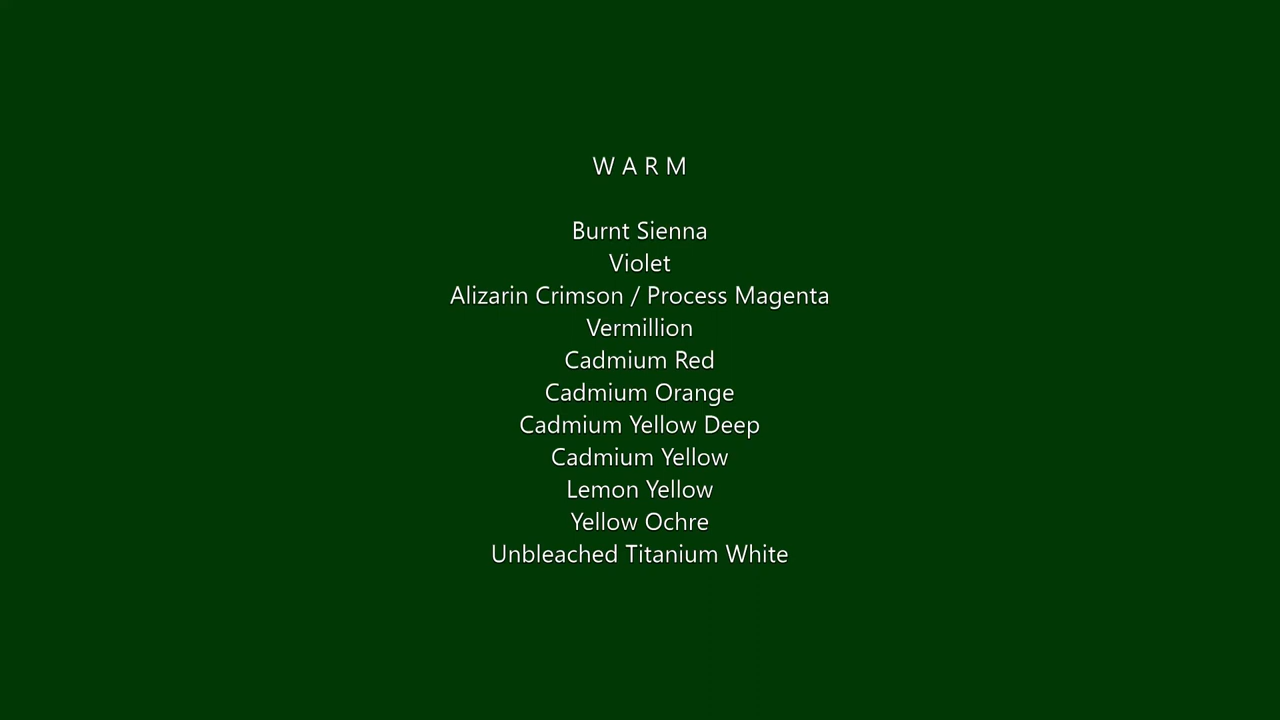 W A R M
Burnt Sienna
Violet
Alizarin Crimson / Process Magenta
Vermillion
Cadmium Red
Cadmium Orange
Cadmium Yellow Deep
Cadmium Yellow
Lemon Yellow
Yellow Ochre
Unbleached Titanium White